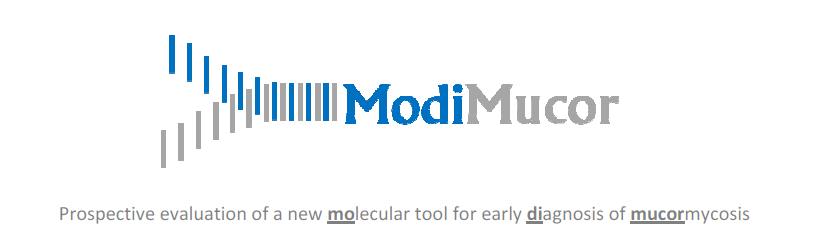 ModiMucor
Prospective evaluation of a new molecular tool for early diagnosis of mucormycosis